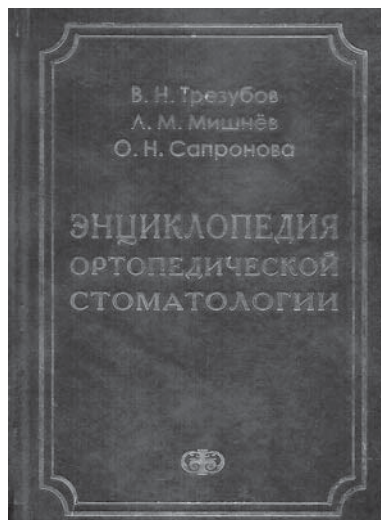 В. Н. Трезубов
Л. М. Мишнёв
О. Н. Сапронова
ЭНЦИКЛОПЕДИЯ
ОРТОПЕДИЧЕСКОЙ
СТОМАТОЛОГИИ